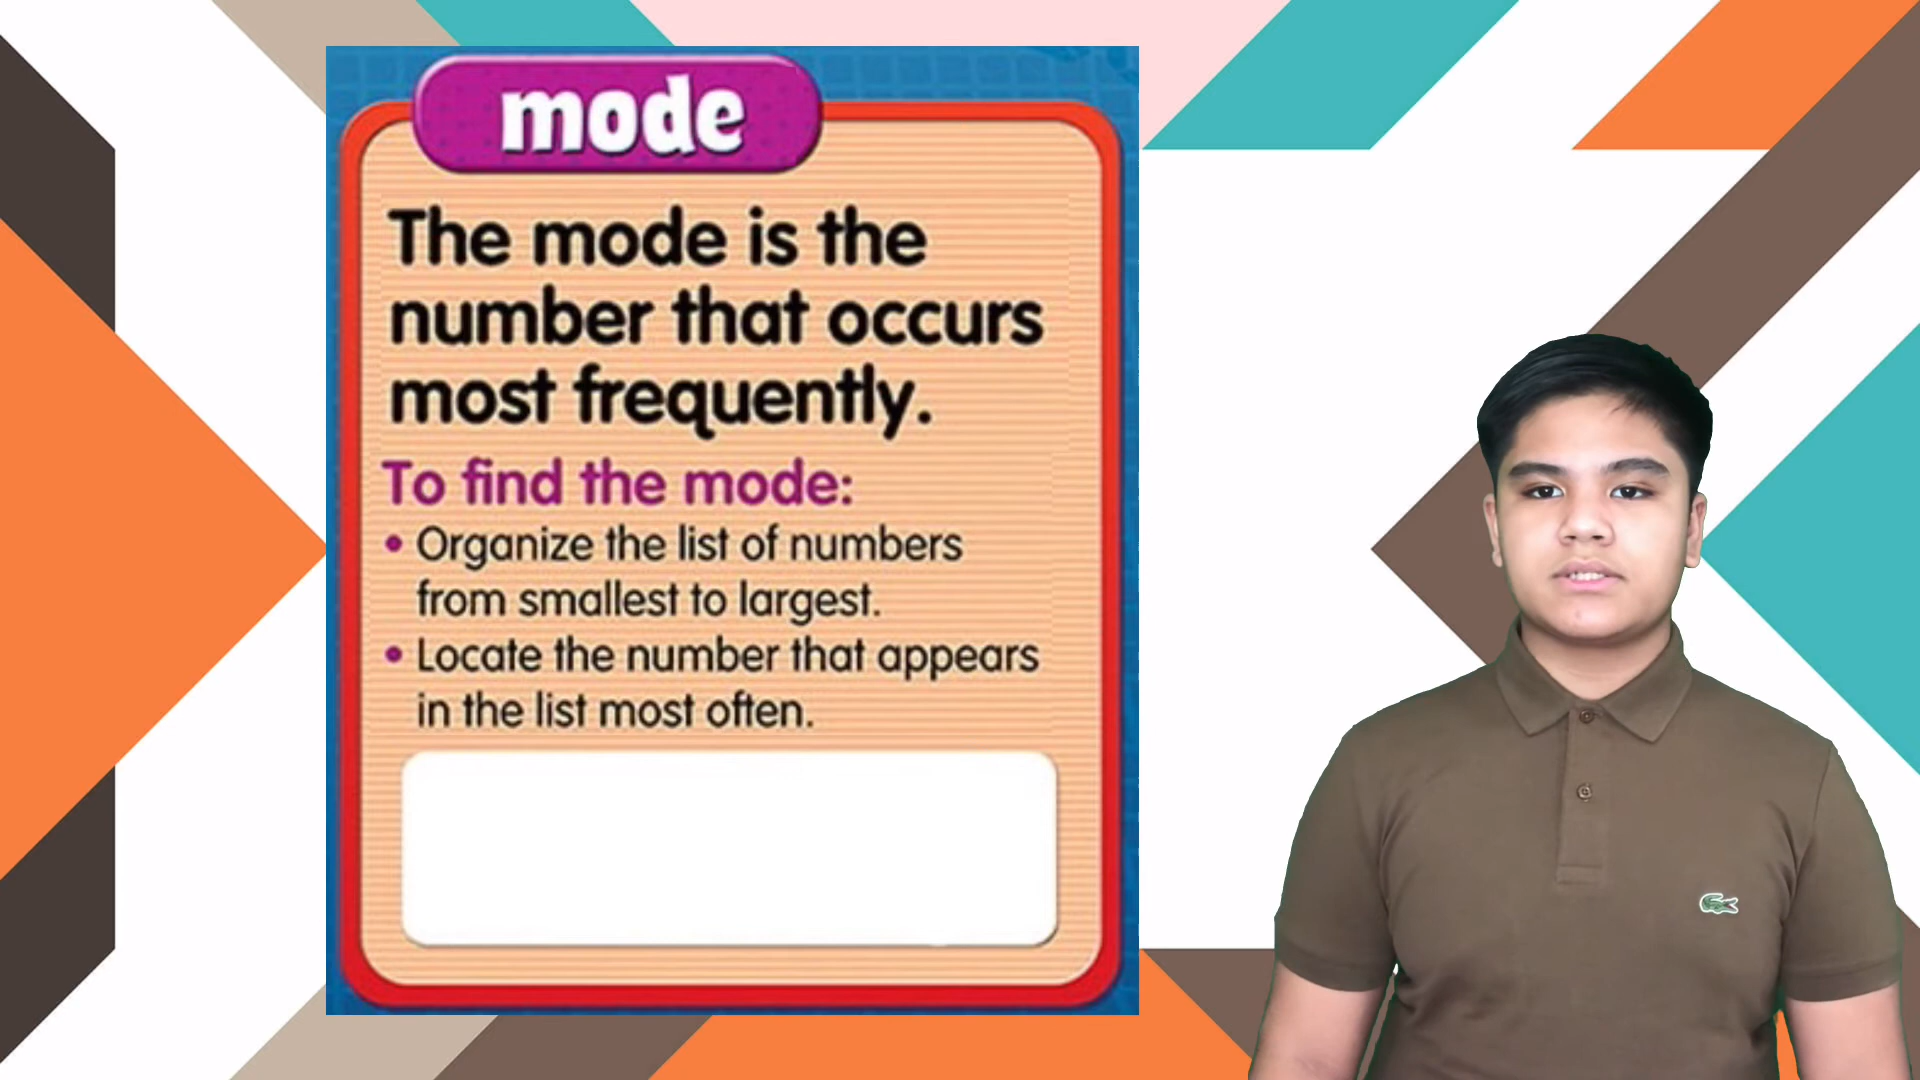 mode
The mode is the
number that occurs
most frequently.
To find the mode:
• Organize the list of numbers
from smallest to largest.
• Locate the number that appears
in the list most often.